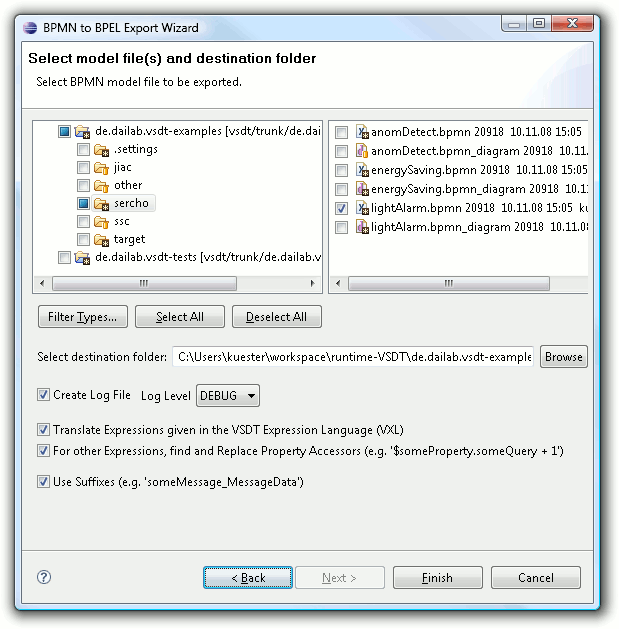 BPMN to BPEL Export Wizard
Select model file(s) and destination folder
Select BPMN model file to be exported.
de.dailab.vsdt-examples [vsdt/trunk/de.dai
.settings
jiac
other
sercho
ssc
target
de.dailab.vsdt-tests [vsdt/trunk/de.dailab.v
anomDetect.bpmn 20918 10.11.08 15:05
anomDetect.bpmn_diagram 20918 10.11
energySaving.bpmn 20918 10.11.08 15:0
energySaving.bpmn_diagram 20918 10.1
lightAlarm.bpmn 20918 10.11.08 15:05 ku
lightAlarm.bpmn_diagram 20918 10.11.0
Filter Types... Select All Deselect All
Select destination folder: C:\Users\kuester\workspace\runtime-VSDT\de.dailab.vsdt-example Browse
Create Log File Log Level DEBUG
Translate Expressions given in the VSDT Expression Language (VXL)
For other Expressions, find and Replace Property Accessors (e.g. '$someProperty.someQuery + 1')
Use Suffixes (e.g. 'someMessage_MessageData')
? < Back Next > Finish Cancel